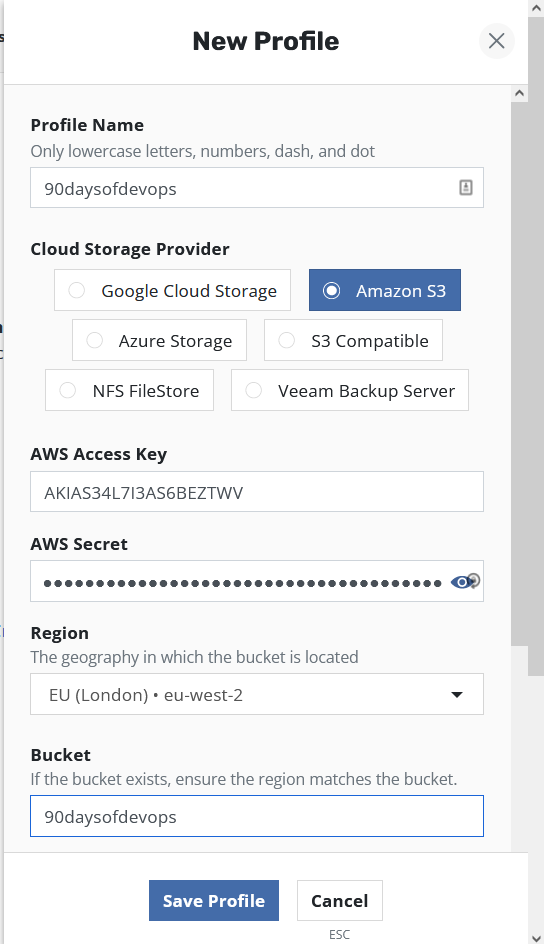 New Profile
Profile Name
Only lowercase letters, numbers, dash, and dot
90daysofdevops
Cloud Storage Provider
Google Cloud Storage
Amazon S3
Azure Storage
S3 Compatible
NFS FileStore
Veeam Backup Server
AWS Access Key
AKIAS34L7I3AS6BEZTWV
AWS Secret
••••••••••••••••••••••••••••••••••••••••
Region
The geography in which the bucket is located
EU (London) • eu-west-2
Bucket
If the bucket exists, ensure the region matches the bucket.
90daysofdevops
Save Profile
Cancel
ESC